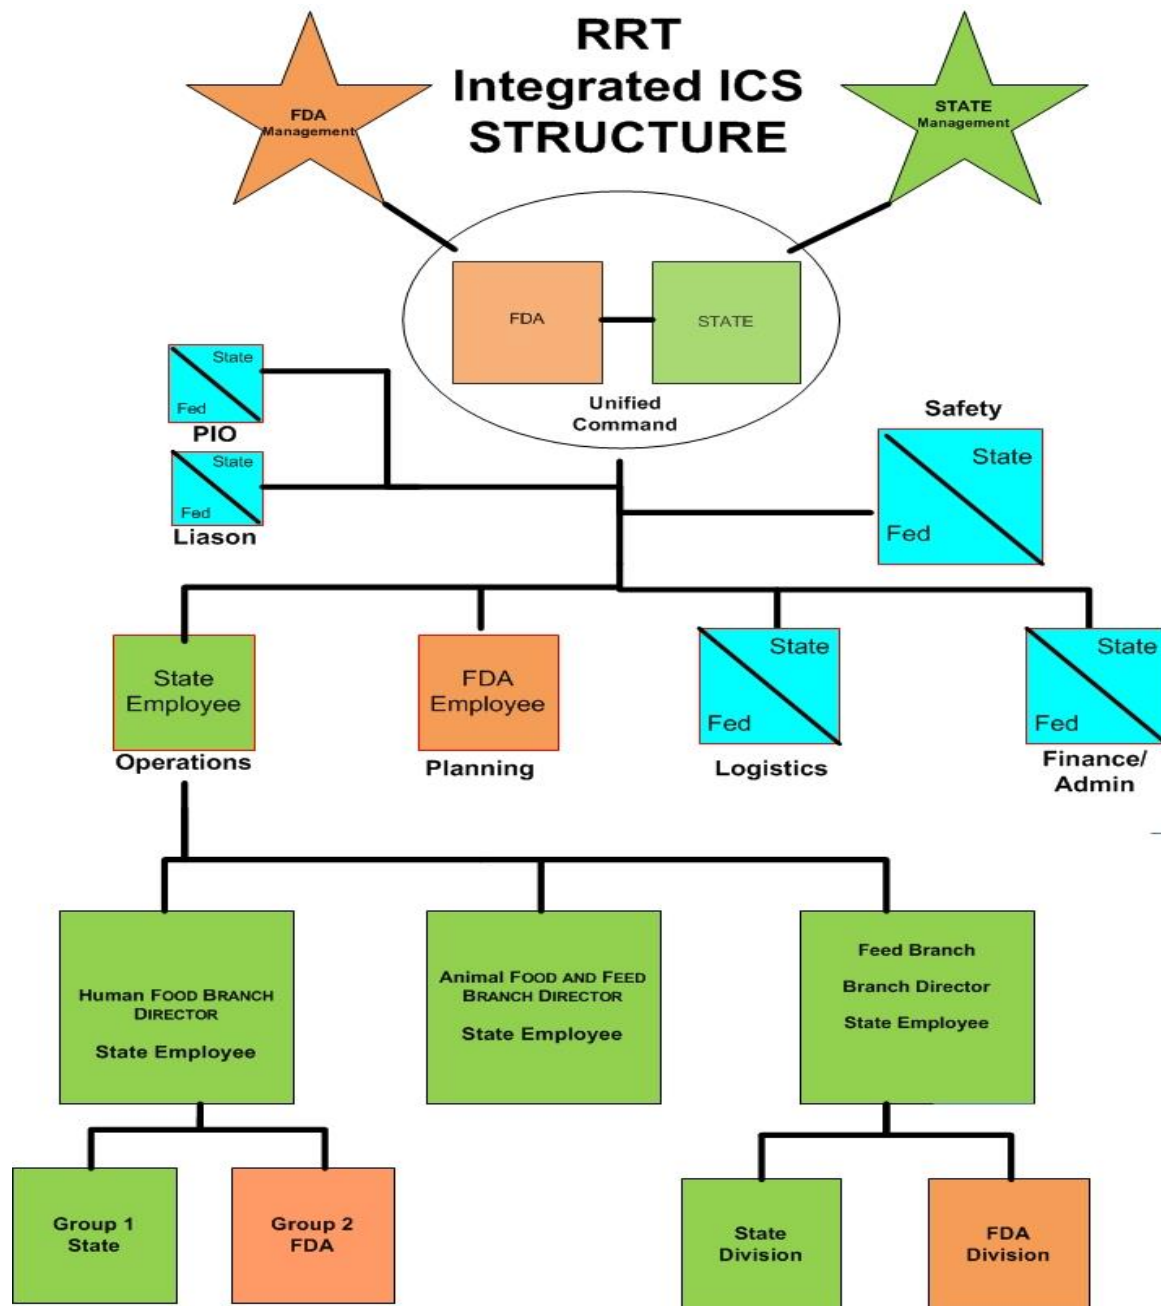 RRT
Integrated ICS
STRUCTURE
FDA
Management
STATE
Management
FDA
STATE
Unified
Command
State
Fed
PIO
State
Fed
Liason
Safety
State
Fed
State
Employee
Operations
FDA
Employee
Planning
State
Fed
Logistics
State
Fed
Finance/
Admin
Human FOOD BRANCH
DIRECTOR
State Employee
Animal FOOD AND FEED
BRANCH DIRECTOR
State Employee
Feed Branch
Branch Director
State Employee
Group 1
State
Group 2
FDA
State
Division
FDA
Division